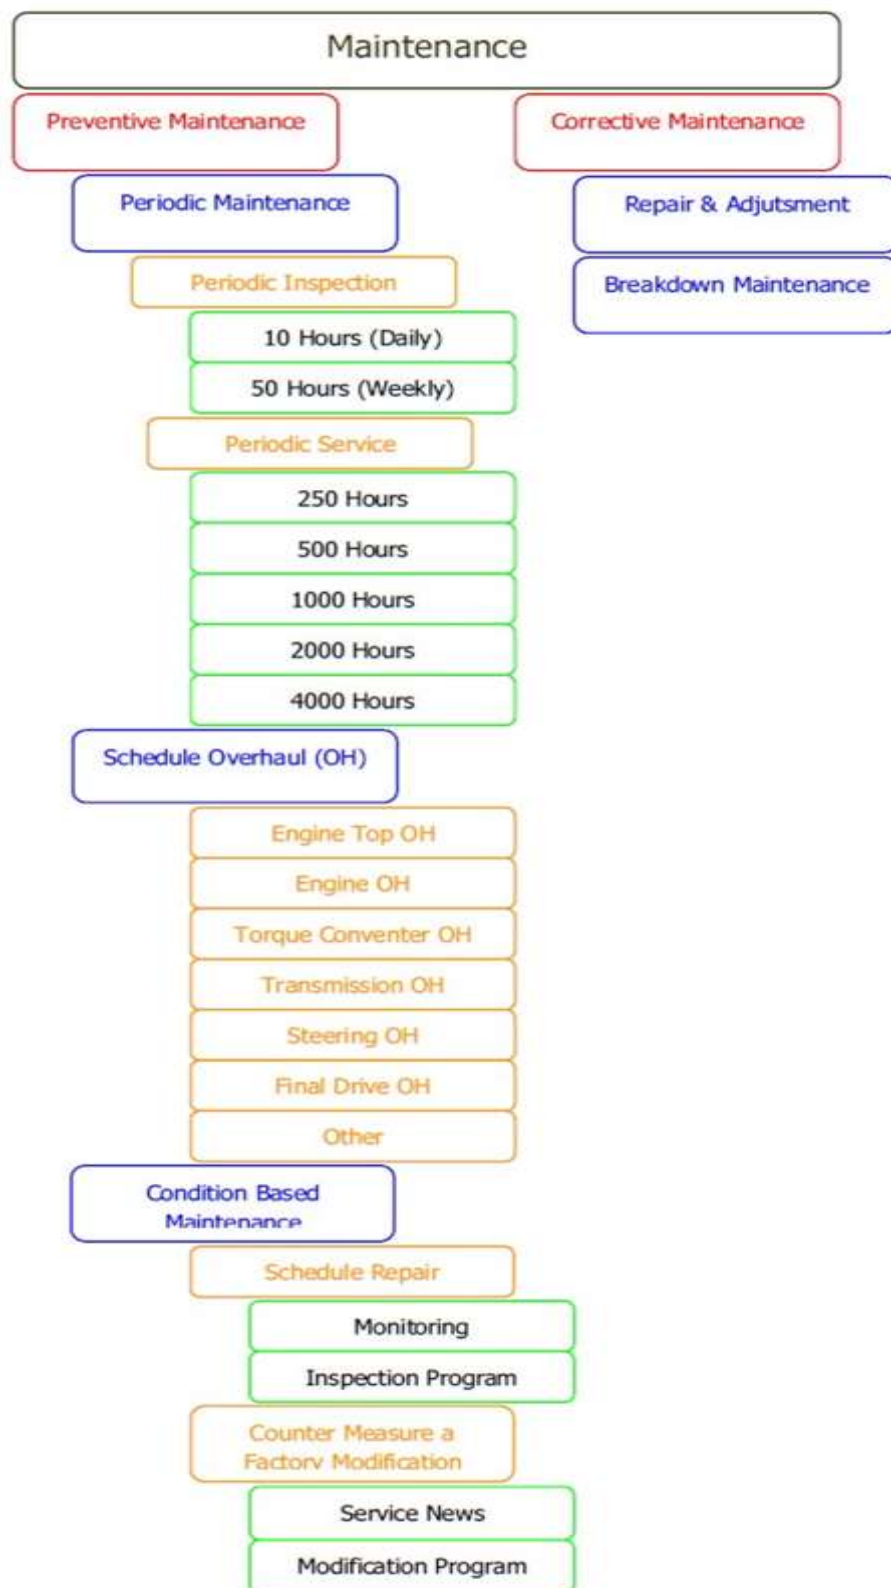 Maintenance
Preventive Maintenance
Corrective Maintenance
Periodic Maintenance
Repair & Adjutsment
Periodic Inspection
Breakdown Maintenance
10 Hours (Daily)
50 Hours (Weekly)
Periodic Service
250 Hours
500 Hours
1000 Hours
2000 Hours
4000 Hours
Schedule Overhaul (OH)
Engine Top OH
Engine OH
Torque Conventer OH
Transmission OH
Steering OH
Final Drive OH
Other
Condition Based
Maintenance
Schedule Repair
Monitoring
Inspection Program
Counter Measure a
Factory Modification
Service News
Modification Program